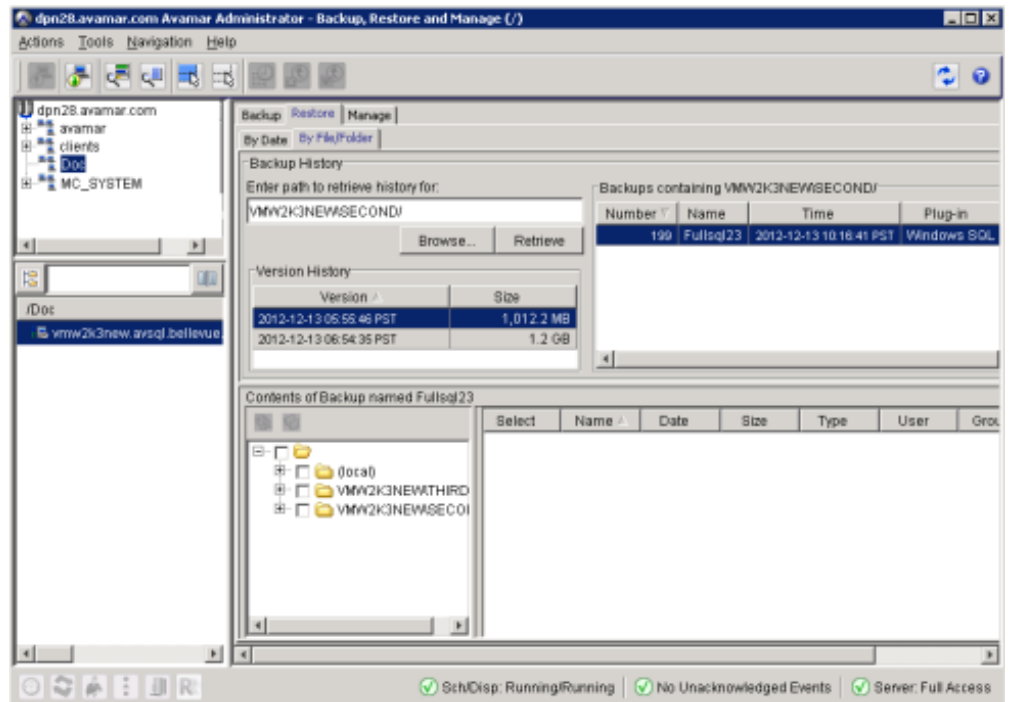 dpn28.avamar.com Avamar Administrator - Backup, Restore and Manage (/)
Actions Tools Navigation Help
dpn28.avamar.com
avamar
clients
Doc
MC_SYSTEM
/Doc
vmw2k3new.avsql.bellevue.
Backup Restore Manage
By Date By File/Folder
Backup History
Enter path to retrieve history for:
VMW2K3NEW\SECOND/
Browse... Retrieve
Version History
Version Size
2012-12-13 05:55:46 PST 1,012.2 MB
2012-12-13 06:54:35 PST 1.2 GB
Backups containing VMW2K3NEW\SECOND/
Number Name Time Plug-in
199 Fullsql23 2012-12-13 10:16:41 PST Windows SQL
Contents of Backup named Fullsql23
(local)
VMW2K3NEW\THIRD
VMW2K3NEW\SECO
Select Name Date Size Type User Grou
Sch/Disp: Running/Running No Unacknowledged Events Server: Full Access